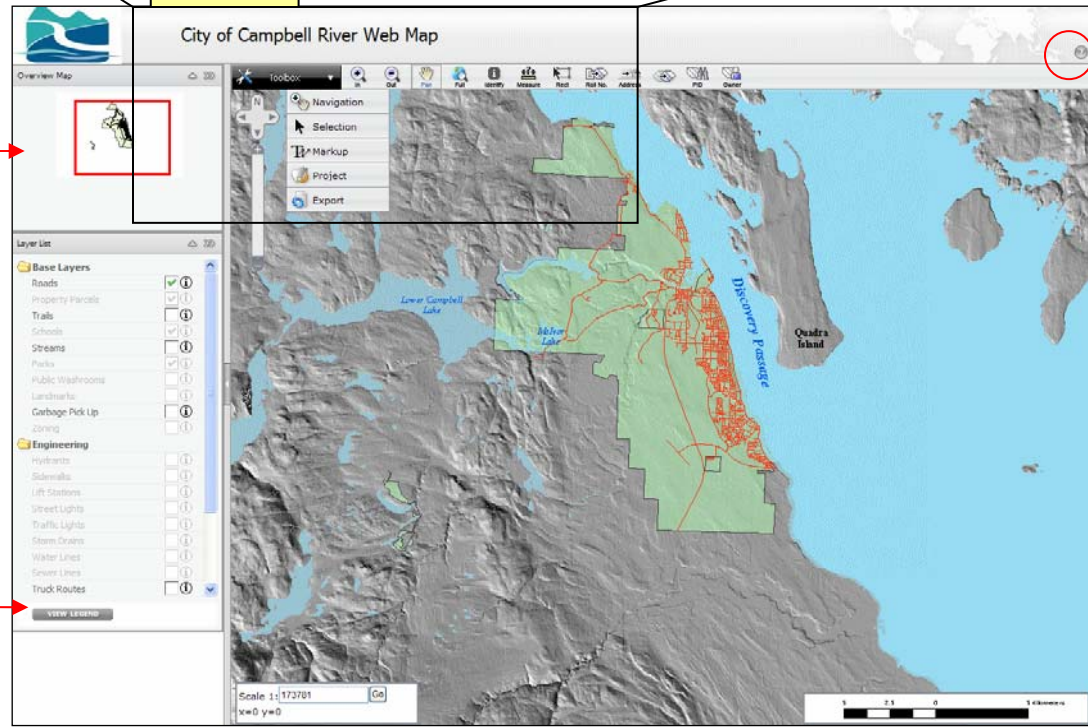 City of Campbell River Web Map
Overview Map
Toolbox
In Out Pan Full Identify Measure Rect Roll No. Address PID Owner
N
Navigation
Selection
Markup
Project
Export
Layer List
Base Layers
Roads
Property Parcels
Trails
Schools
Streams
Parks
Public Washrooms
Landmarks
Garbage Pick Up
Zoning
Engineering
Hydrants
Sidewalks
Lift Stations
Street Lights
Traffic Lights
Storm Drains
Water Lines
Sewer Lines
Truck Routes
VIEW LEGEND
Lower Campbell
Lake
McIvor
Lake
Discovery Passage
Quadra
Island
Scale 1: 173701 Go
x=0 y=0
5 2.5 0 5 Kilometers